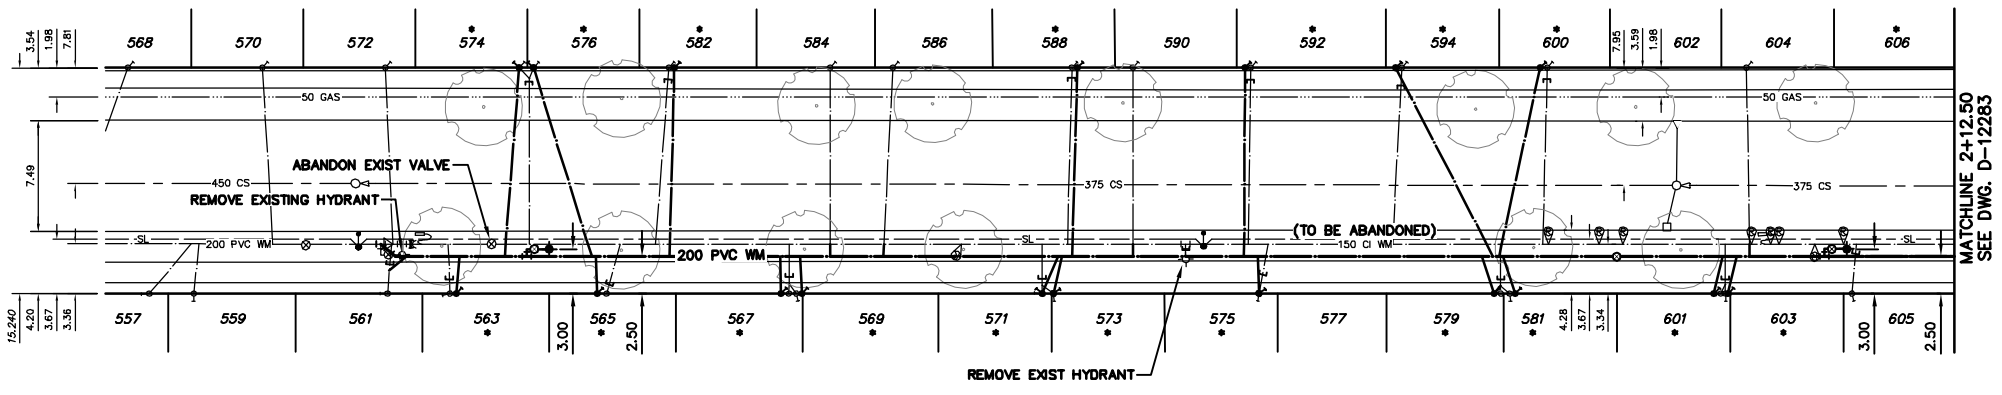 568 570 572 574 576 582 584 586 588 590 592 594 600 602 604 606
* * * * * * *
3.54 1.98 7.81
7.95 3.59 1.98
50 GAS 50 GAS
MATCHLINE 2+12.50
SEE DWG. D-12283
ABANDON EXIST VALVE
7.49
450 CS 375 CS 375 CS
REMOVE EXISTING HYDRANT
(TO BE ABANDONED)
SL 200 PVC WM SL 150 CI WM SL
200 PVC WM
15.240 4.20 3.67 3.36
557 559 561 563 565 567 569 571 573 575 577 579 581 601 603 605
* * * * * * * * * *
3.00 2.50
4.28 3.67 3.34
3.00 2.50
REMOVE EXIST HYDRANT